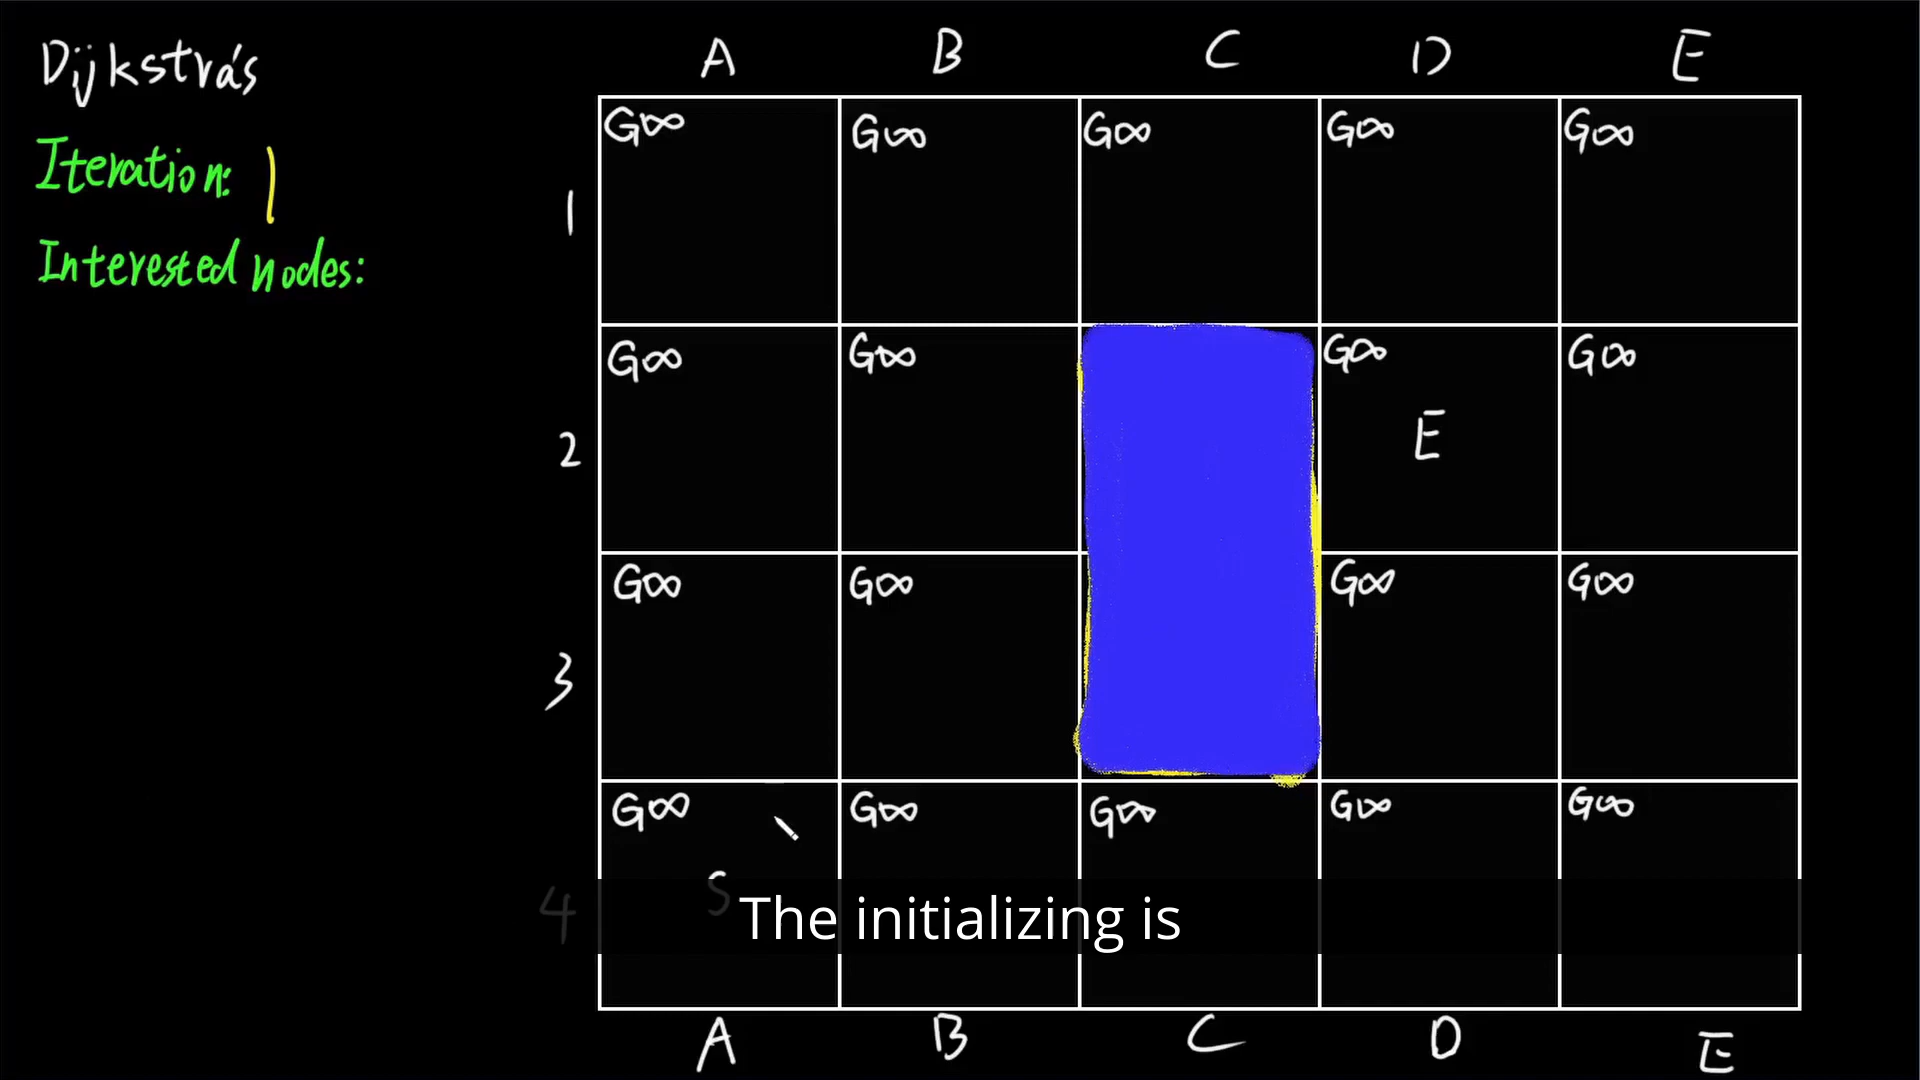 Dijkstra's
Iteration: 1
Interested nodes:
A B C D E
1 G∞ G∞ G∞ G∞ G∞
2 G∞ G∞ G∞ G∞
E
3 G∞ G∞ G∞ G∞
G∞ G∞ G∞ G∞ G∞
4 S
The initializing is
A B C D E